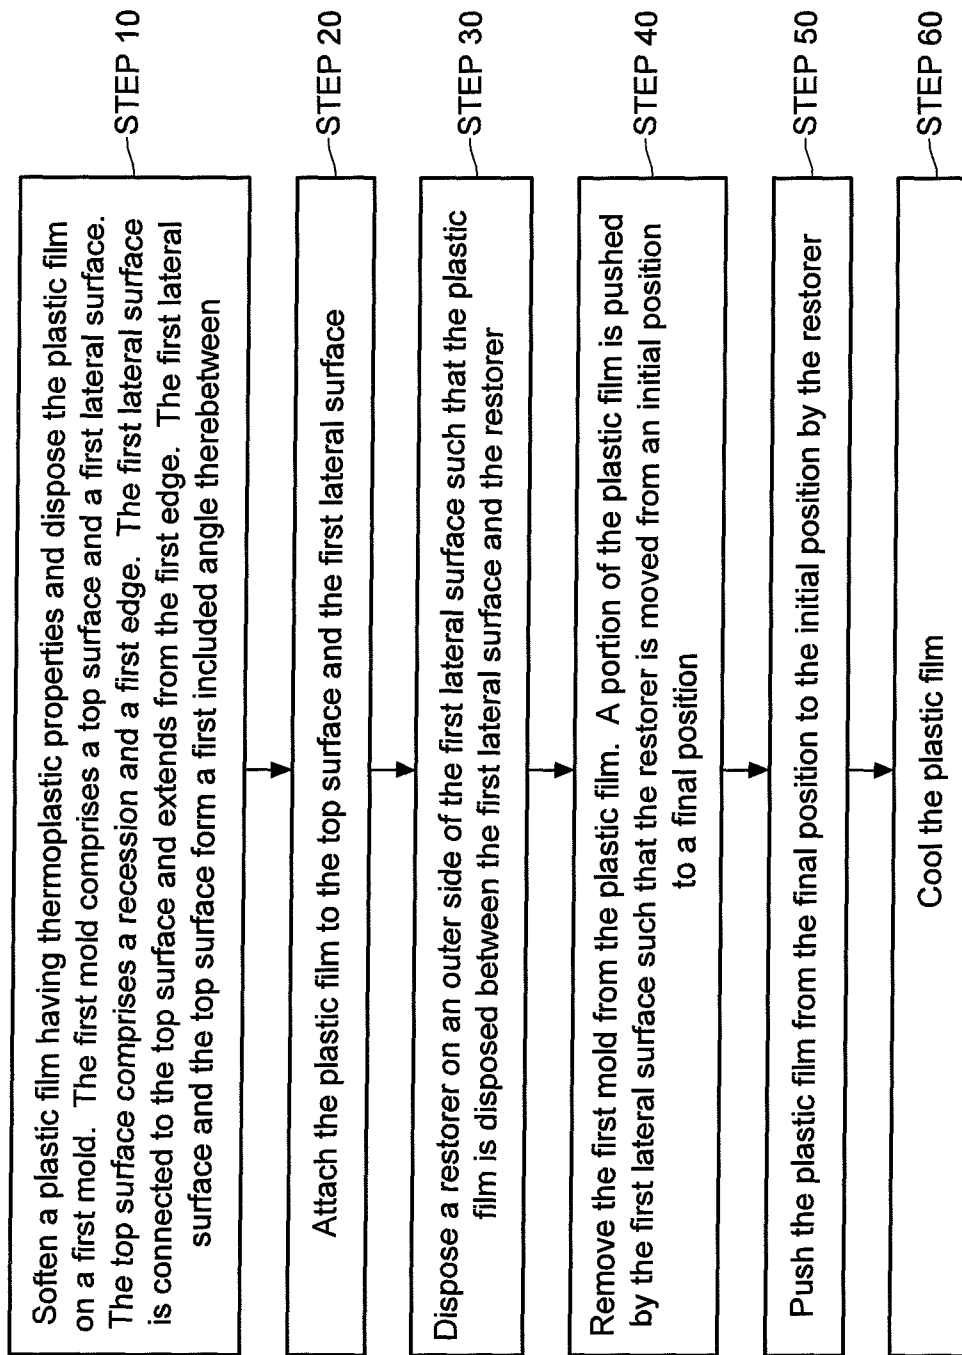 Soften a plastic film having thermoplastic properties and dispose the plastic film
on a first mold. The first mold comprises a top surface and a first lateral surface.
The top surface comprises a recession and a first edge. The first lateral surface
is connected to the top surface and extends from the first edge. The first lateral
surface and the top surface form a first included angle therebetween
STEP 10
Attach the plastic film to the top surface and the first lateral surface
STEP 20
Dispose a restorer on an outer side of the first lateral surface such that the plastic
film is disposed between the first lateral surface and the restorer
STEP 30
Remove the first mold from the plastic film. A portion of the plastic film is pushed
by the first lateral surface such that the restorer is moved from an initial position
to a final position
STEP 40
Push the plastic film from the final position to the initial position by the restorer
STEP 50
Cool the plastic film
STEP 60